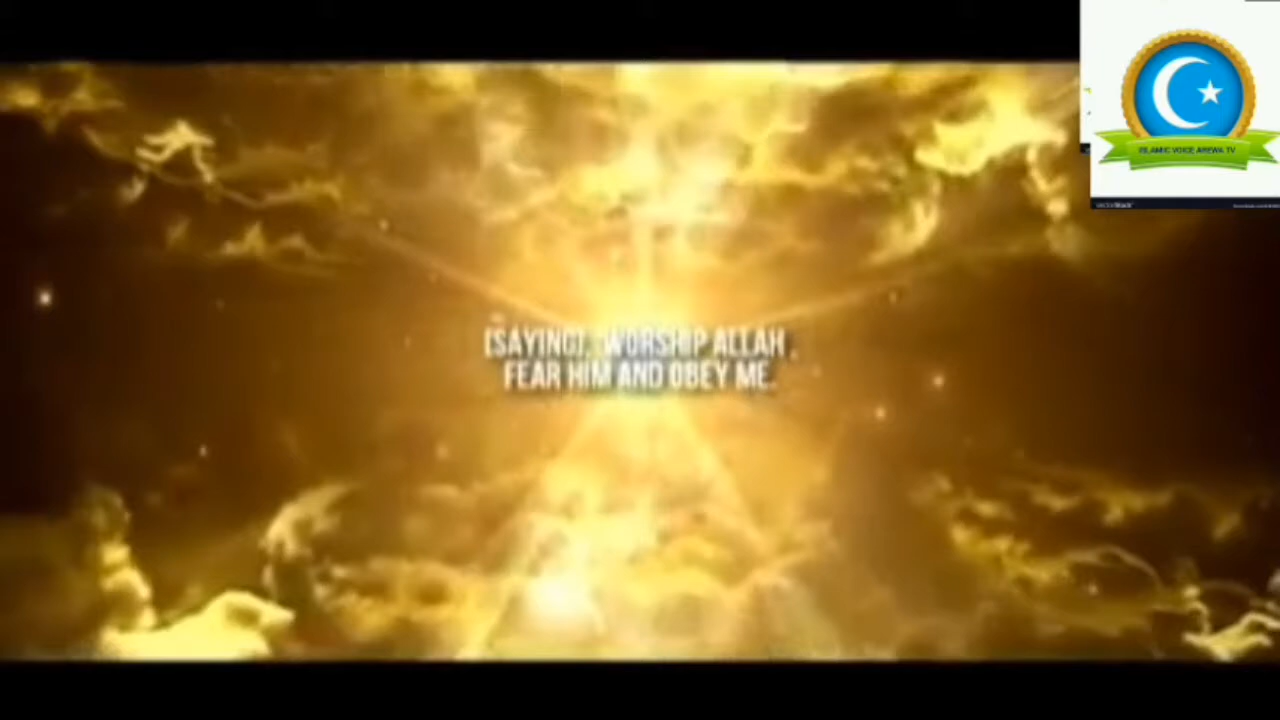 ISLAMIC VOICE AREWA TV
[SAYING], WORSHIP ALLAH ,
FEAR HIM AND OBEY ME.